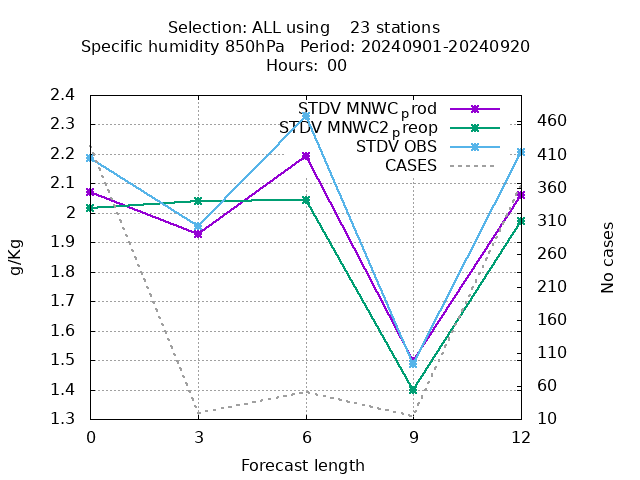 Selection: ALL using 23 stations
Specific humidity 850hPa Period: 20240901-20240920
Hours: 00
STDV MNWCprod
STDV MNWC2preop
STDV OBS
CASES
2.4
2.3
2.2
2.1
2
1.9
1.8
1.7
1.6
1.5
1.4
1.3
g/Kg
460
410
360
310
260
210
160
110
60
10
No cases
0 3 6 9 12
Forecast length